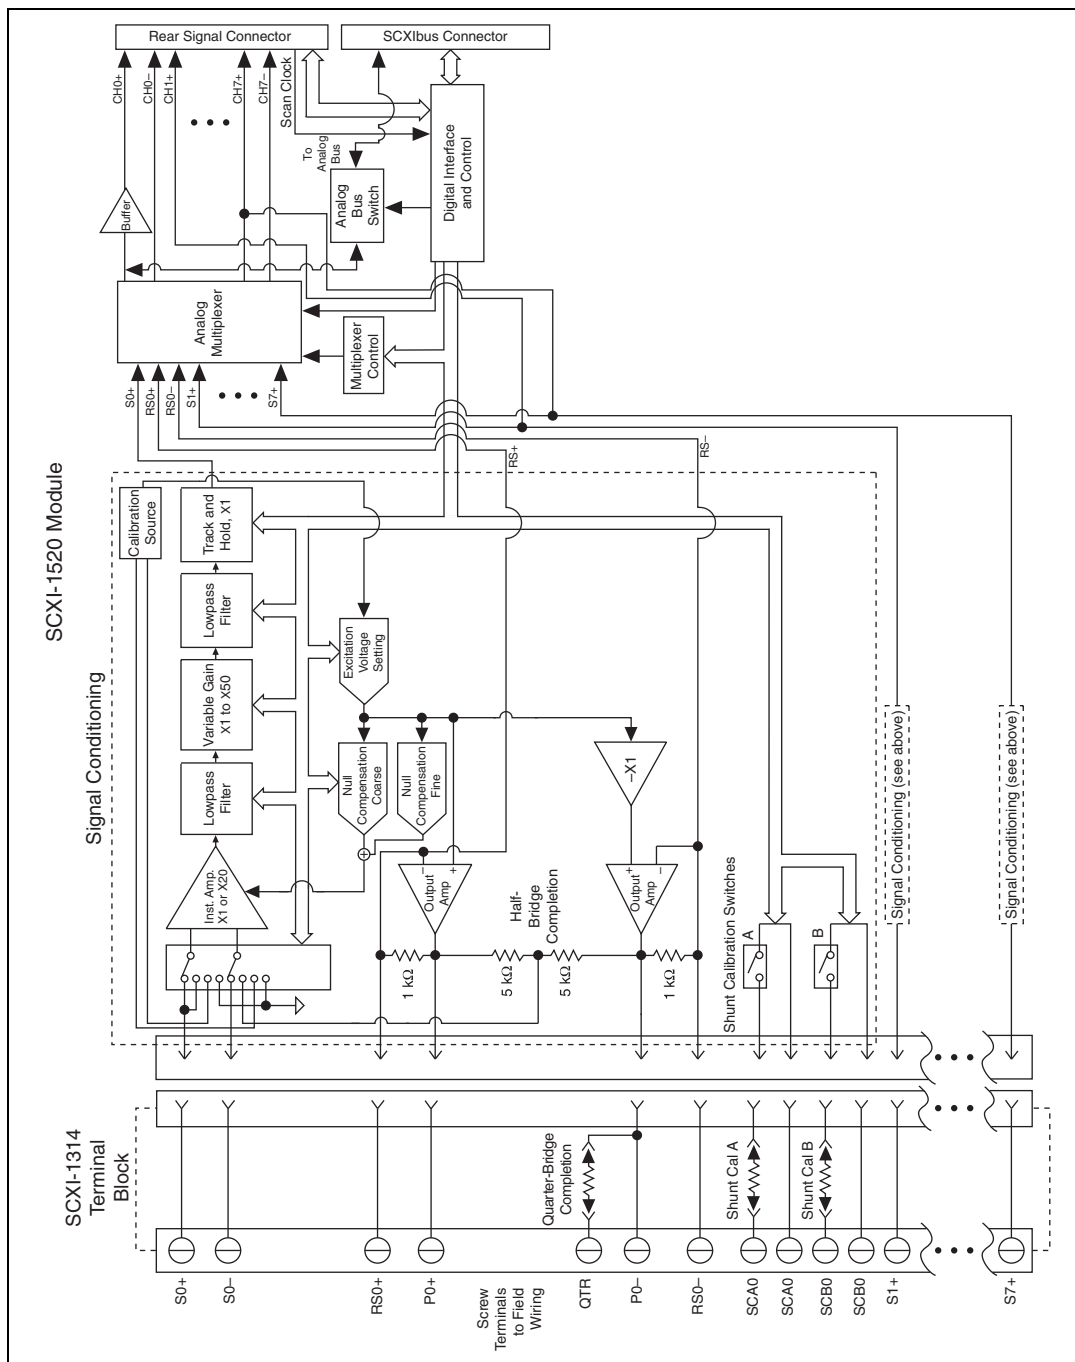 Rear Signal Connector
SCXIbus Connector
CH0+
CH0–
CH1+
CH7+
CH7–
Scan Clock
To
Analog
Bus
Buffer
Analog
Bus
Switch
Digital Interface
and Control
Analog
Multiplexer
Multiplexer
Control
S0+
RS0+
RS0–
S1+
S7+
RS+
RS–
SCXI-1520 Module
Signal Conditioning
Calibration
Source
Track and
Hold, X1
Lowpass
Filter
Variable Gain
X1 to X50
Lowpass
Filter
Inst. Amp.
X1 or X20
Excitation
Voltage
Setting
Null
Compensation
Coarse
Null
Compensation
Fine
+
–X1
–
+
Output
Amp
+
–
Output
Amp
Half-
Bridge
Completion
1 kΩ
5 kΩ
5 kΩ
1 kΩ
Shunt Calibration Switches
A
B
Signal Conditioning (see above)
Signal Conditioning (see above)
SCXI-1314
Terminal
Block
Quarter-Bridge
Completion
Shunt Cal A
Shunt Cal B
S0+
S0–
RS0+
P0+
Screw
Terminals
to Field
Wiring
QTR
P0–
RS0–
SCA0
SCA0
SCB0
SCB0
S1+
S7+